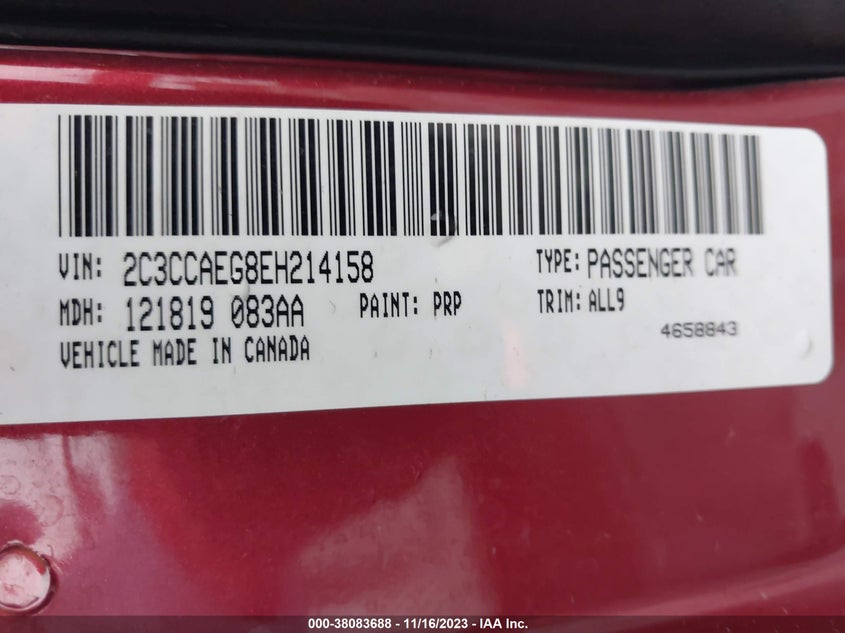 VIN: 2C3CCAEG8EH214158 TYPE: PASSENGER CAR
MDH: 121819 083AA PAINT: PRP TRIM: ALL9
VEHICLE MADE IN CANADA 4658843
000-38083688 - 11/16/2023 - IAA Inc.